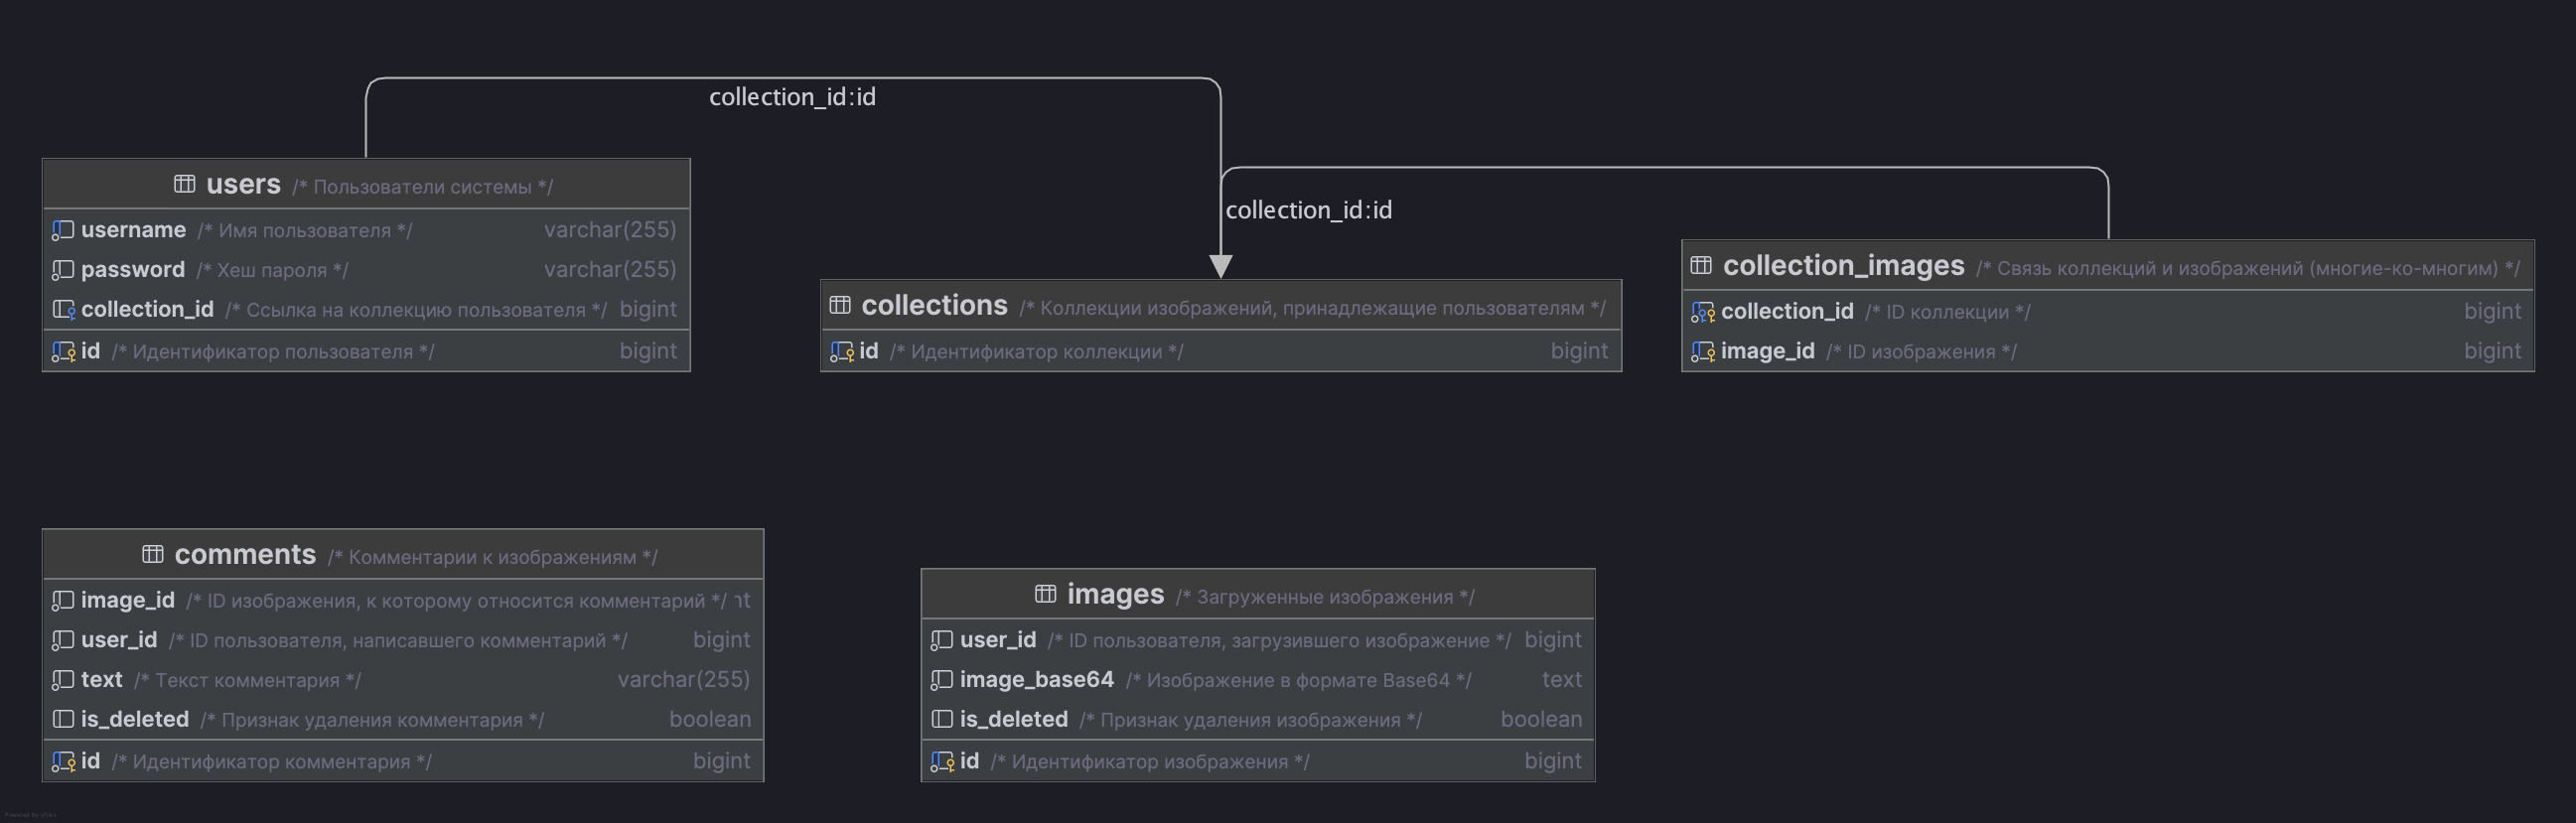 collection_id:id
users /* Пользователи системы */
username /* Имя пользователя */ varchar(255)
password /* Хеш пароля */ varchar(255)
collection_id /* Ссылка на коллекцию пользователя */ bigint
id /* Идентификатор пользователя */ bigint
collection_id:id
collections /* Коллекции изображений, принадлежащие пользователям */
id /* Идентификатор коллекции */ bigint
collection_images /* Связь коллекций и изображений (многие-ко-многим) */
collection_id /* ID коллекции */ bigint
image_id /* ID изображения */ bigint
comments /* Комментарии к изображениям */
image_id /* ID изображения, к которому относится комментарий */ nt
user_id /* ID пользователя, написавшего комментарий */ bigint
text /* Текст комментария */ varchar(255)
is_deleted /* Признак удаления комментария */ boolean
id /* Идентификатор комментария */ bigint
images /* Загруженные изображения */
user_id /* ID пользователя, загрузившего изображение */ bigint
image_base64 /* Изображение в формате Base64 */ text
is_deleted /* Признак удаления изображения */ boolean
id /* Идентификатор изображения */ bigint
Powered by yFiles